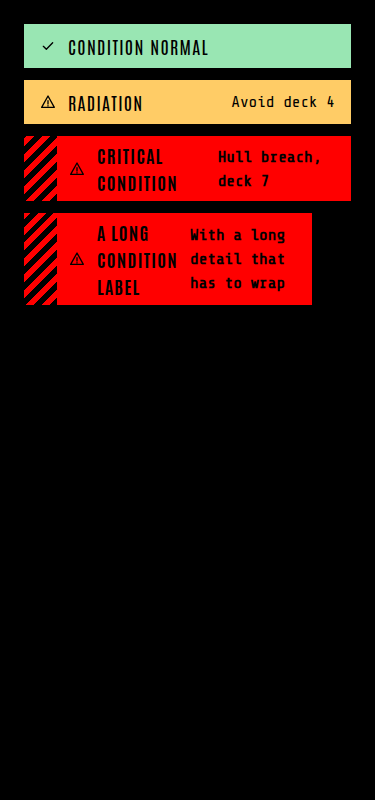 CONDITION NORMAL
RADIATION Avoid deck 4
CRITICAL CONDITION
Hull breach,
deck 7
A LONG CONDITION LABEL
With a long
detail that
has to wrap